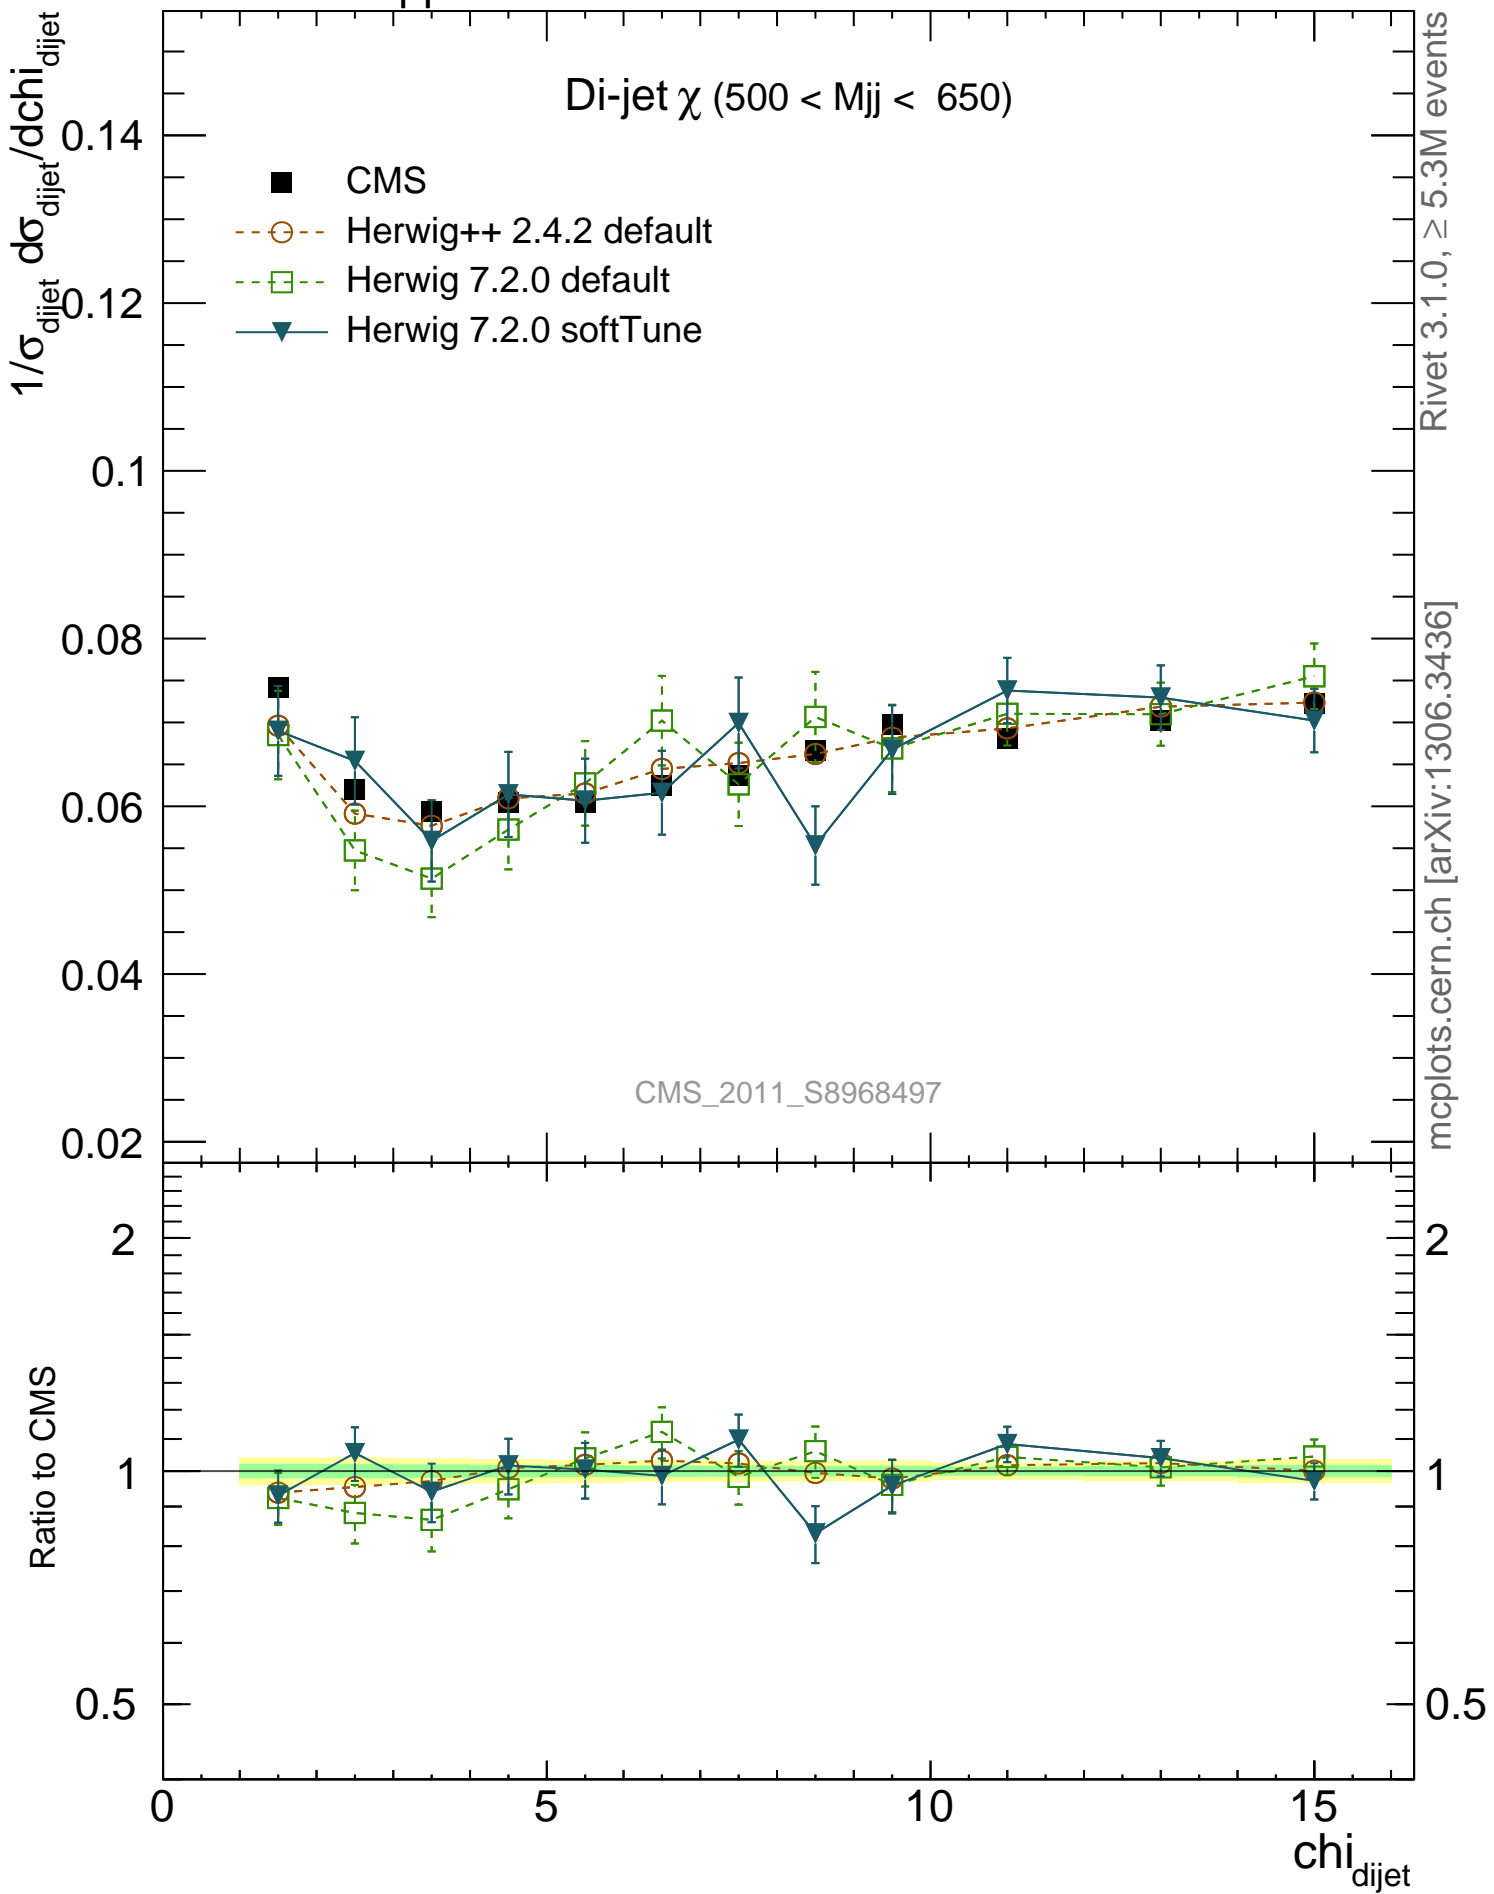 Di-jet χ (500 < Mjj < 650)
1/σdijet dσdijet/dchidijet
CMS
Herwig++ 2.4.2 default
Herwig 7.2.0 default
Herwig 7.2.0 softTune
0.14
0.12
0.1
0.08
0.06
0.04
0.02
CMS_2011_S8968497
Rivet 3.1.0, ≥ 5.3M events
mcplots.cern.ch [arXiv:1306.3436]
Ratio to CMS
2
1
0.5
2
1
0.5
0
5
10
15
chidijet